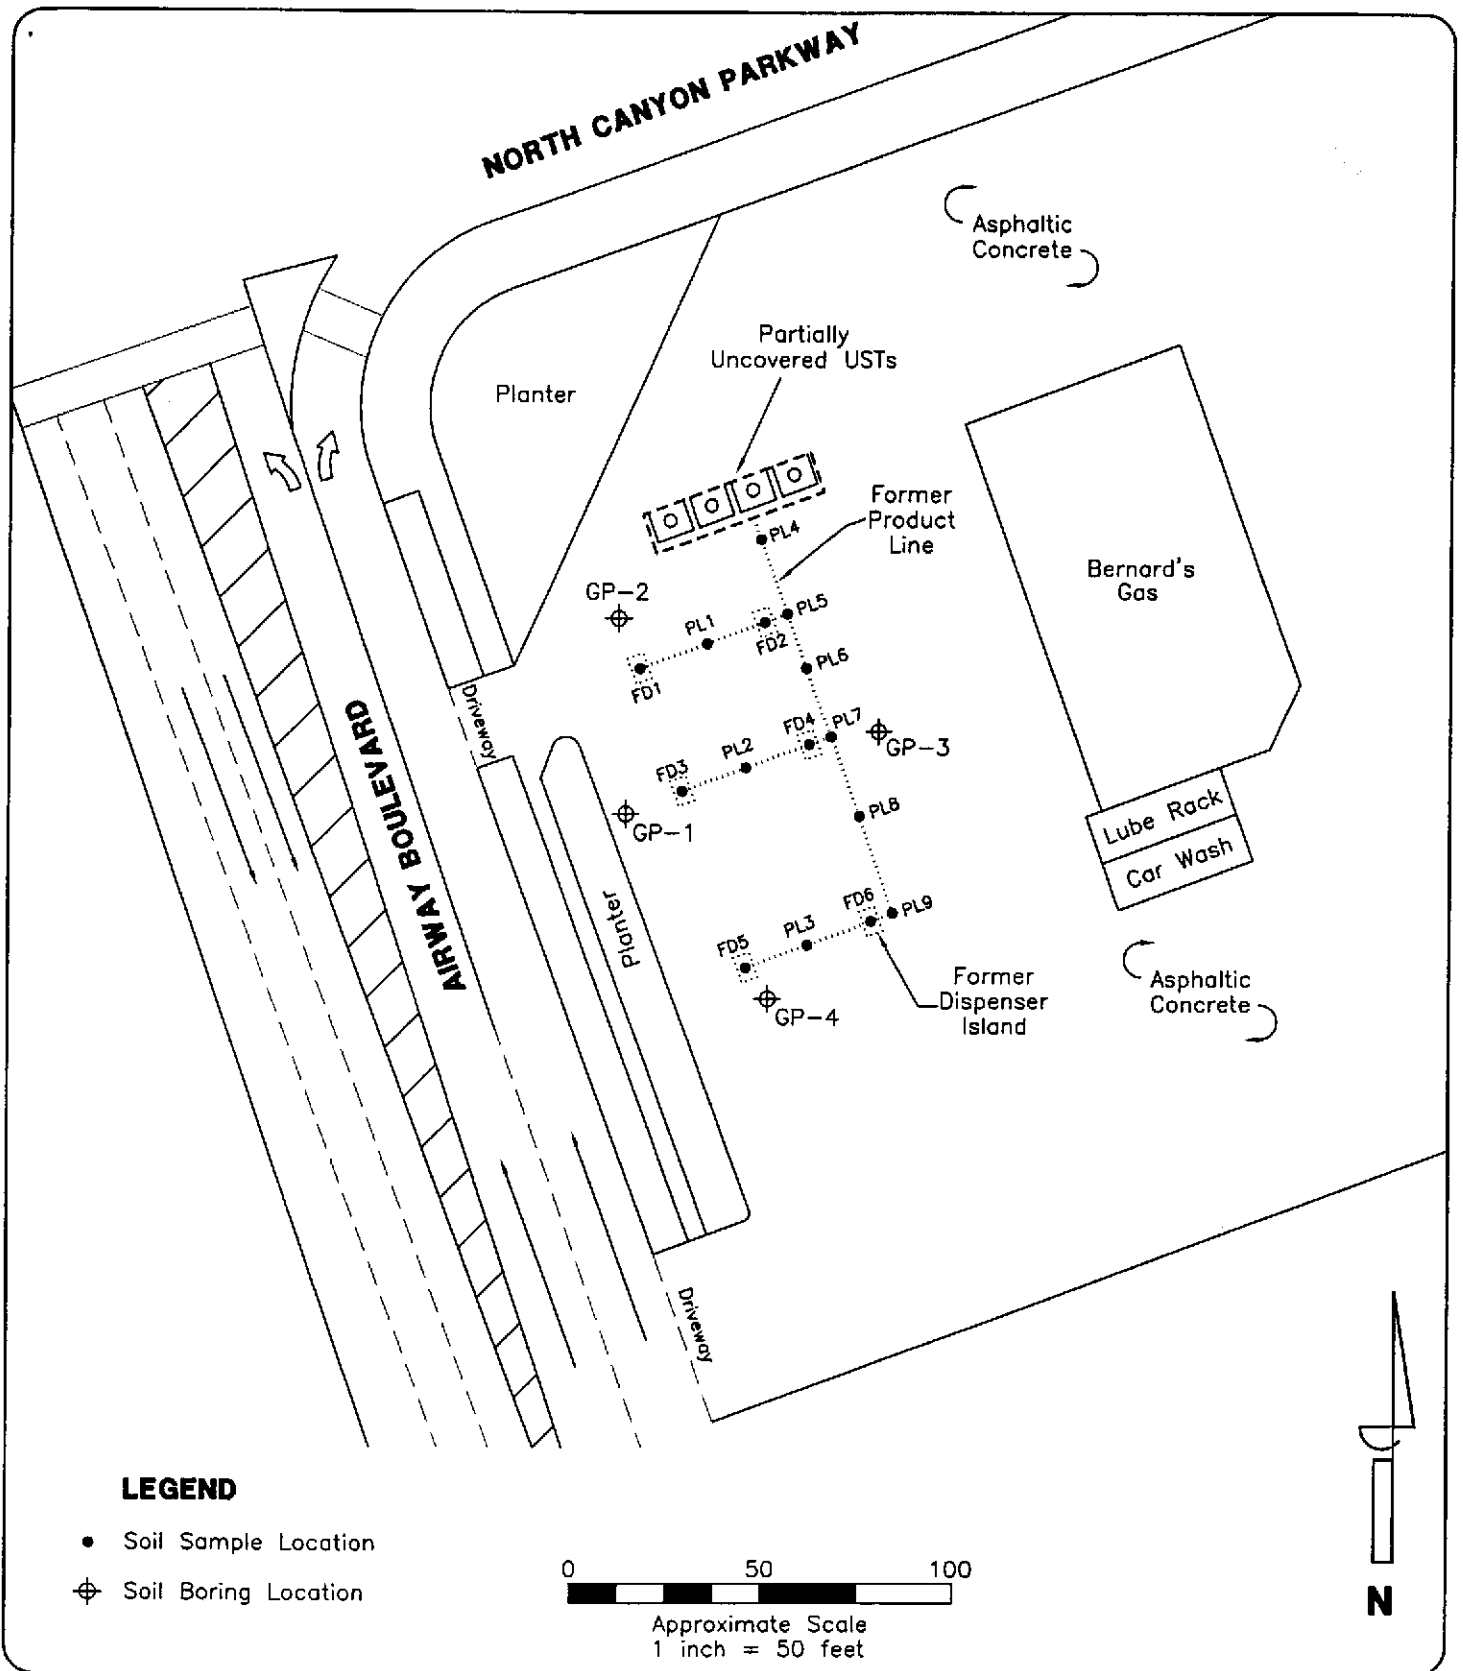 NORTH CANYON PARKWAY
Asphaltic
Concrete
Partially
Uncovered USTs
Planter
Former
Product
Line
PL4
Bernard's
Gas
GP-2
PL1
PL5
FD2
PL6
FD1
Driveway
AIRWAY BOULEVARD
FD4
PL7
GP-3
PL2
FD3
GP-1
PL8
Lube Rack
Car Wash
Planter
FD6
PL9
PL3
FD5
GP-4
Former
Dispenser
Island
Asphaltic
Concrete
Driveway
LEGEND
Soil Sample Location
Soil Boring Location
0 50 100
Approximate Scale
1 inch = 50 feet
N